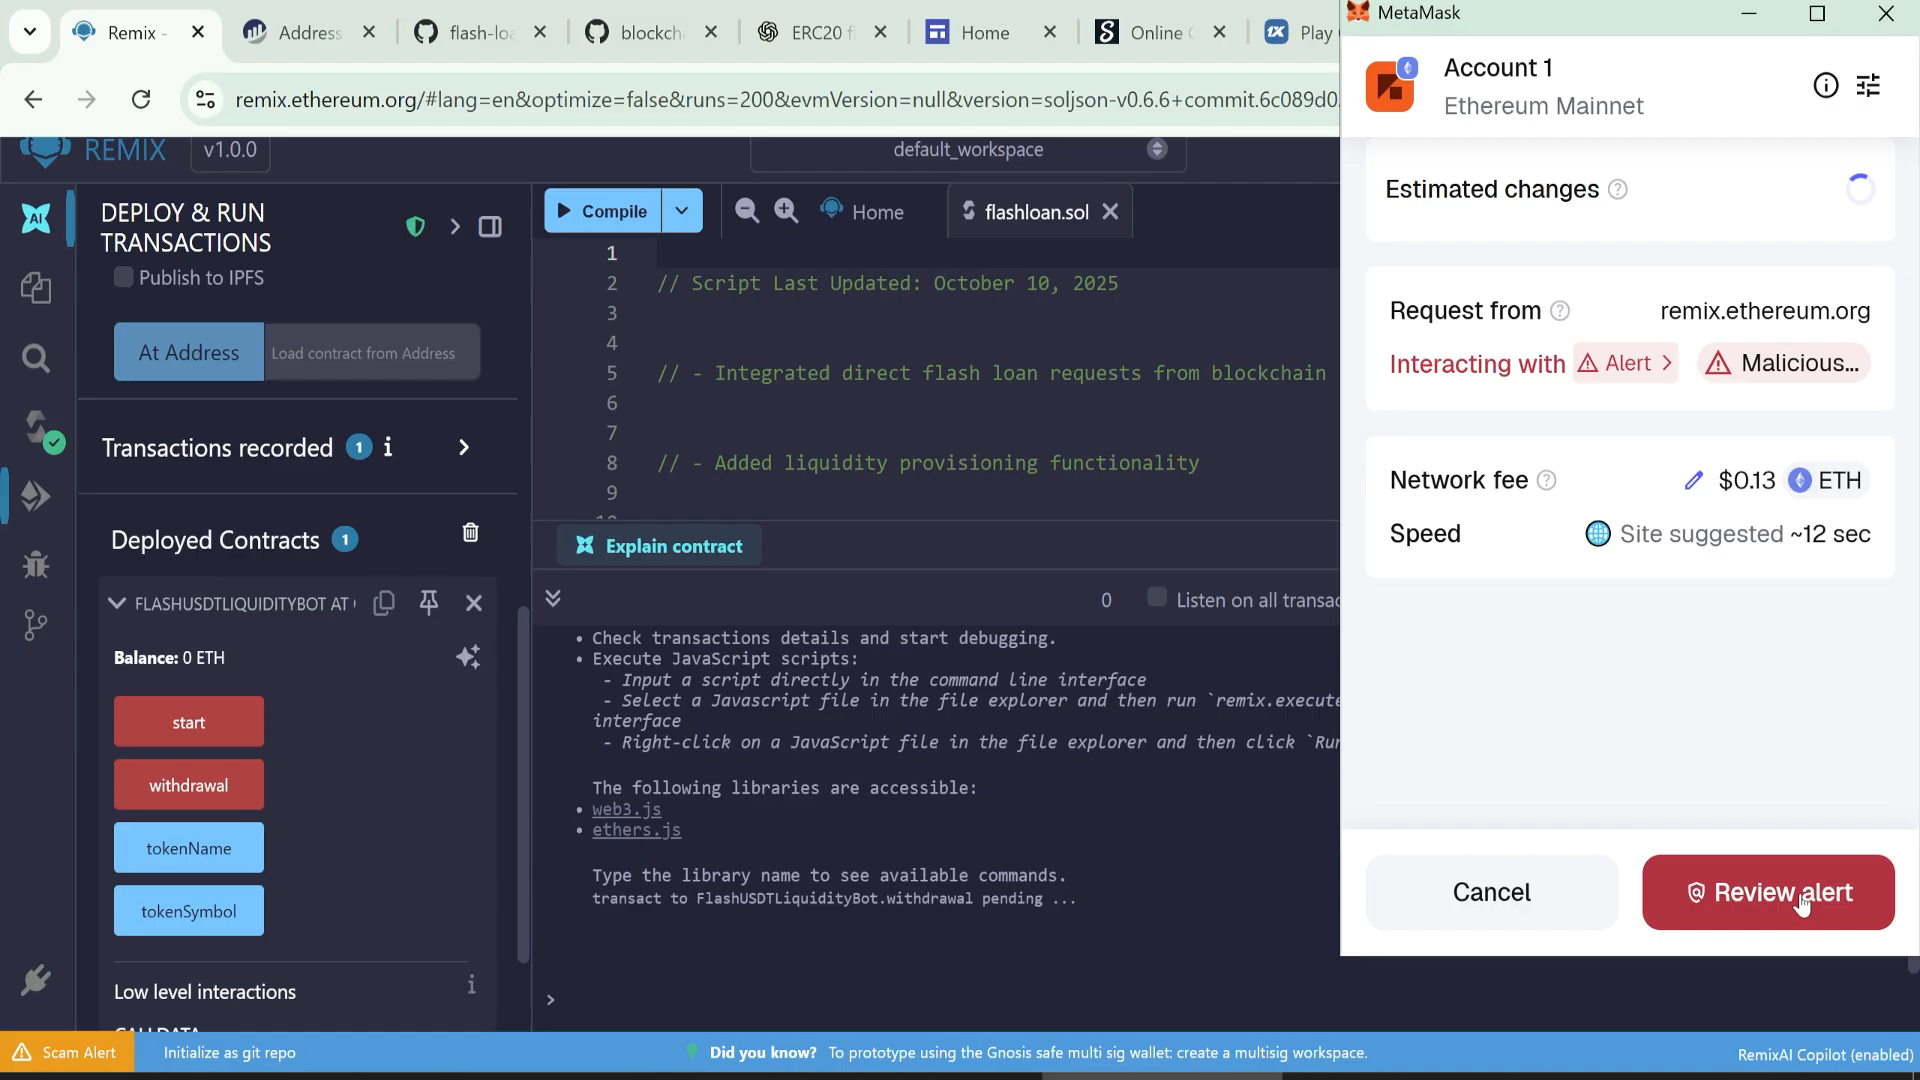 Remix -
Address
flash-loa
blockch
ERC20 f
Home
Online
Play
remix.ethereum.org/#lang=en&optimize=false&runs=200&evmVersion=null&version=soljson-v0.6.6+commit.6c089d0
REMIX
v1.0.0
default_workspace
AI
DEPLOY & RUN
TRANSACTIONS
Publish to IPFS
At Address
Load contract from Address
Transactions recorded 1 i
Deployed Contracts 1
FLASHUSDTLIQUIDITYBOT AT
Balance: 0 ETH
start
withdrawal
tokenName
tokenSymbol
Low level interactions
i
CALLDATA
Compile
Home
flashloan.sol
1
2 // Script Last Updated: October 10, 2025
3
4
5 // - Integrated direct flash loan requests from blockchain
6
7
8 // - Added liquidity provisioning functionality
9
10
Explain contract
0
Listen on all transac
• Check transactions details and start debugging.
• Execute JavaScript scripts:
- Input a script directly in the command line interface
- Select a Javascript file in the file explorer and then run `remix.execute
interface
- Right-click on a JavaScript file in the file explorer and then click `Ru
The following libraries are accessible:
• web3.js
• ethers.js
Type the library name to see available commands.
transact to FlashUSDTLiquidityBot.withdrawal pending ...
>
MetaMask
Account 1
Ethereum Mainnet
Estimated changes
Request from
remix.ethereum.org
Interacting with
Alert >
Malicious...
Network fee
$0.13
ETH
Speed
Site suggested ~12 sec
Cancel
Review alert
Scam Alert
Initialize as git repo
Did you know? To prototype using the Gnosis safe multi sig wallet: create a multisig workspace.
RemixAI Copilot (enabled)